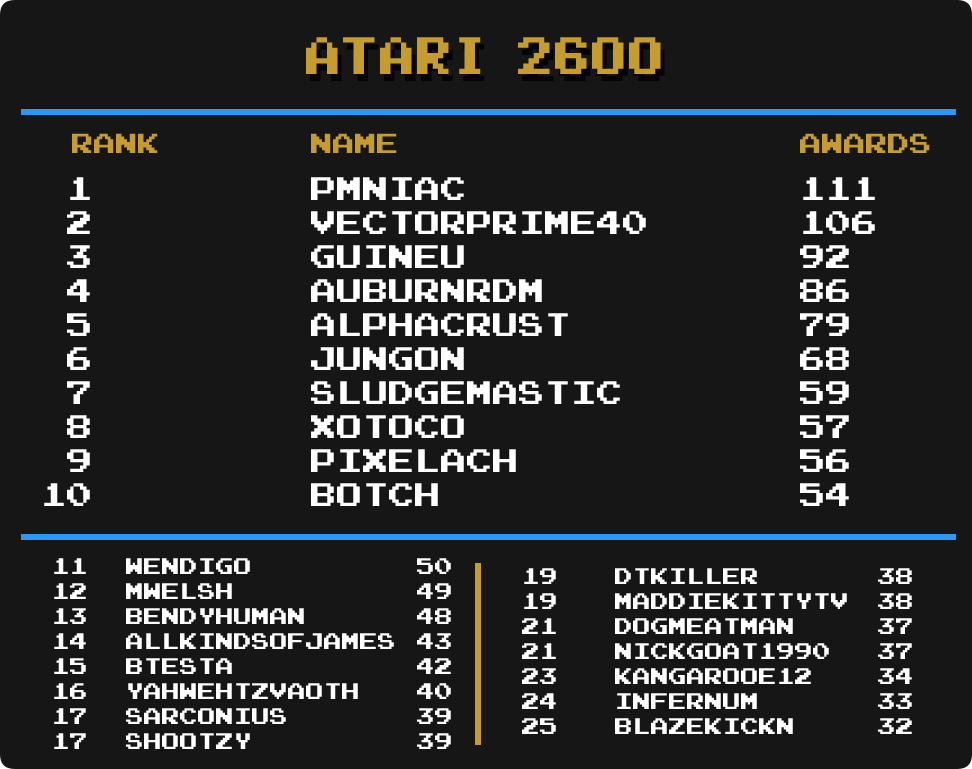 ATARI 2600
RANK NAME AWARDS
1 PMNIAC 111
2 VECTORPRIME40 106
3 GUINEU 92
4 AUBURNRDM 86
5 ALPHACRUST 79
6 JUNGON 68
7 SLUDGEMASTIC 59
8 XOTOCO 57
9 PIXELACH 56
10 BOTCH 54
11 WENDIGO 50
12 MWELSH 49
13 BENDYHUMAN 48
14 ALLKINDSOFJAMES 43
15 BTESTA 42
16 YAHWEHTZVAOTH 40
17 SARCONIUS 39
17 SHOOTZY 39
19 DTKILLER 38
19 MADDIEKITTYTV 38
21 DOGMEATMAN 37
21 NICKGOAT1990 37
23 KANGAROOE12 34
24 INFERNUM 33
25 BLAZEKICKN 32